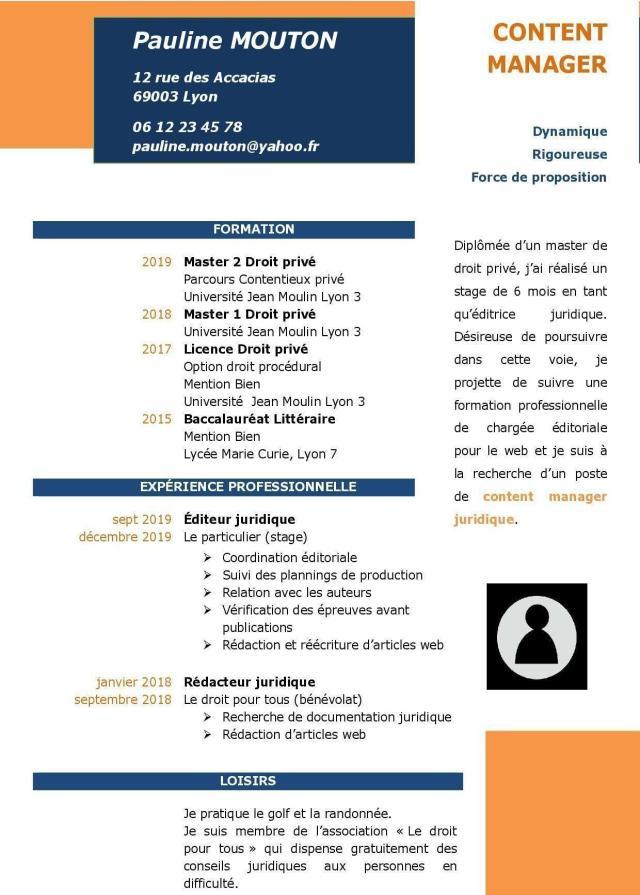 Pauline MOUTON
12 rue des Accacias
69003 Lyon
06 12 23 45 78
pauline.mouton@yahoo.fr
CONTENT
MANAGER
Dynamique
Rigoureuse
Force de proposition
FORMATION
2019 Master 2 Droit privé
Parcours Contentieux privé
Université Jean Moulin Lyon 3
2018 Master 1 Droit privé
Université Jean Moulin Lyon 3
2017 Licence Droit privé
Option droit procédural
Mention Bien
Université Jean Moulin Lyon 3
2015 Baccalauréat Littéraire
Mention Bien
Lycée Marie Curie, Lyon 7
EXPÉRIENCE PROFESSIONNELLE
sept 2019 Éditeur juridique
décembre 2019 Le particulier (stage)
➢ Coordination éditoriale
➢ Suivi des plannings de production
➢ Relation avec les auteurs
➢ Vérification des épreuves avant
publications
➢ Rédaction et réécriture d'articles web
janvier 2018 Rédacteur juridique
septembre 2018 Le droit pour tous (bénévolat)
➢ Recherche de documentation juridique
➢ Rédaction d'articles web
LOISIRS
Je pratique le golf et la randonnée.
Je suis membre de l'association « Le droit
pour tous » qui dispense gratuitement des
conseils juridiques aux personnes en
difficulté.
Diplômée d'un master de
droit privé, j'ai réalisé un
stage de 6 mois en tant
qu'éditrice juridique.
Désireuse de poursuivre
dans cette voie, je
projette de suivre une
formation professionnelle
de chargée éditoriale
pour le web et je suis à
la recherche d'un poste
de content manager
juridique.